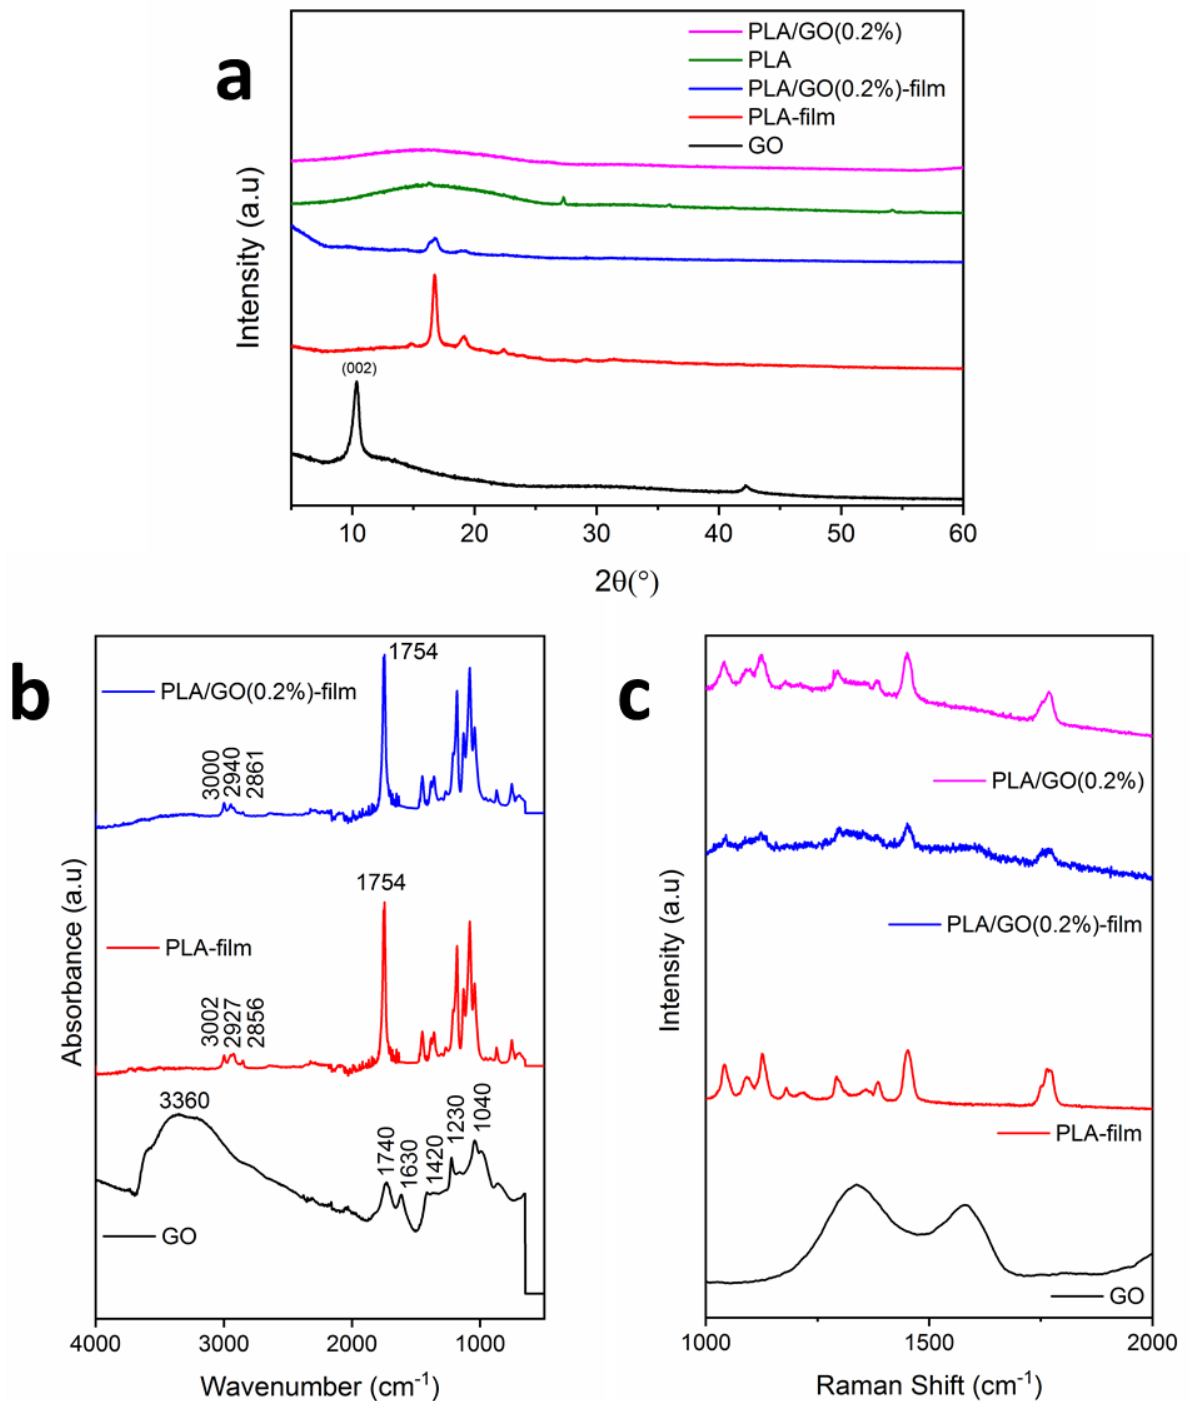 a
PLA/GO(0.2%)
PLA
PLA/GO(0.2%)-film
PLA-film
GO
(002)
Intensity (a.u)
10 20 30 40 50 60
2θ(°)
b
1754
PLA/GO(0.2%)-film
3000
2940
2861
1754
PLA-film
3002
2927
2856
3360
1740
1630
1420
1230
1040
GO
Absorbance (a.u)
4000 3000 2000 1000
Wavenumber (cm⁻¹)
c
PLA/GO(0.2%)
PLA/GO(0.2%)-film
PLA-film
GO
Intensity (a.u)
1000 1500 2000
Raman Shift (cm⁻¹)